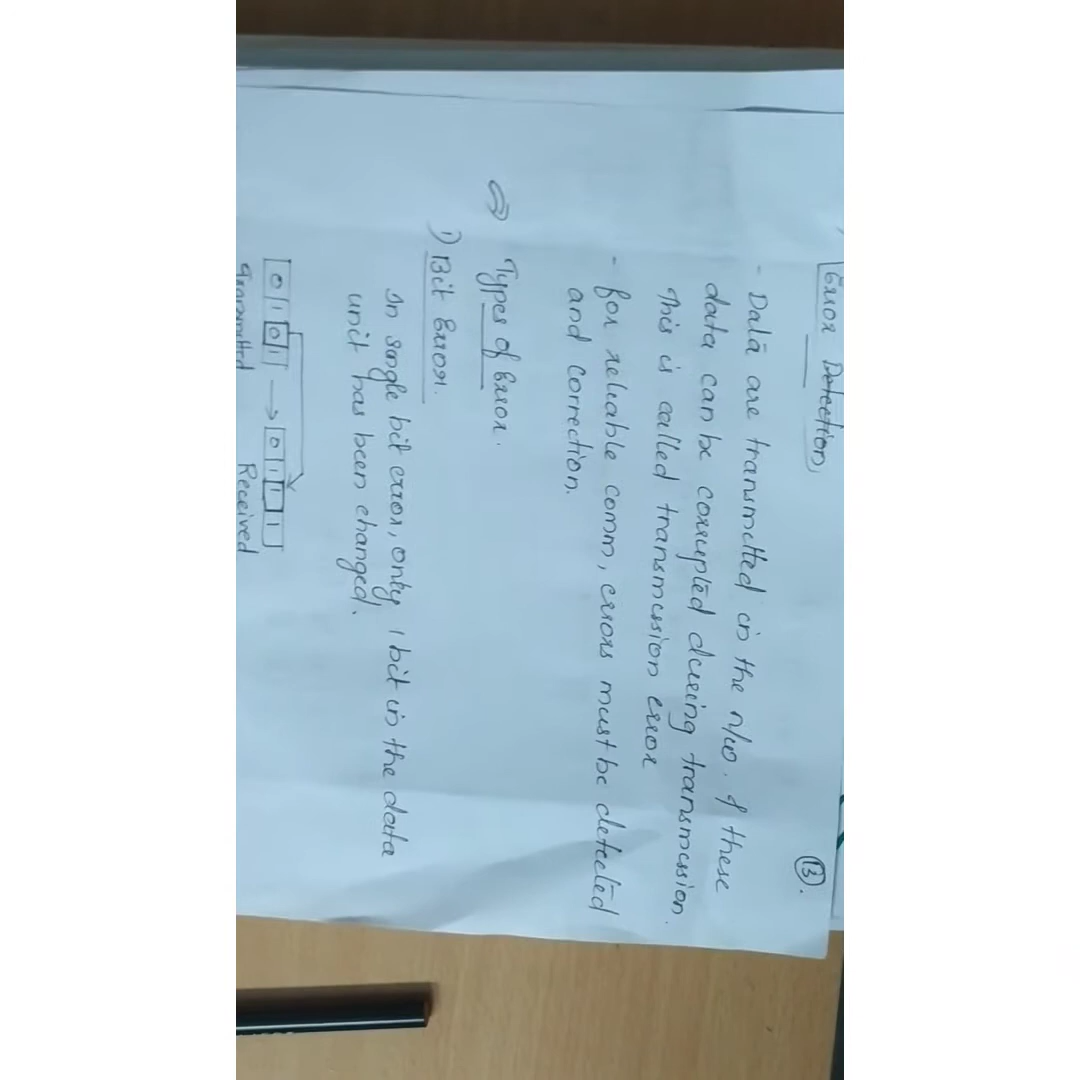 Error Detection
13.
- Data are transmitted in the n/w. If these
data can be corrupted during transmission.
This is called transmission error
- for reliable comm, errors must be detected
and correction.
Types of Error.
1) Bit Error.
In single bit error, only 1 bit in the data
unit has been changed.
0 1 0 1 → 0 1 1 1
Transmitted Received